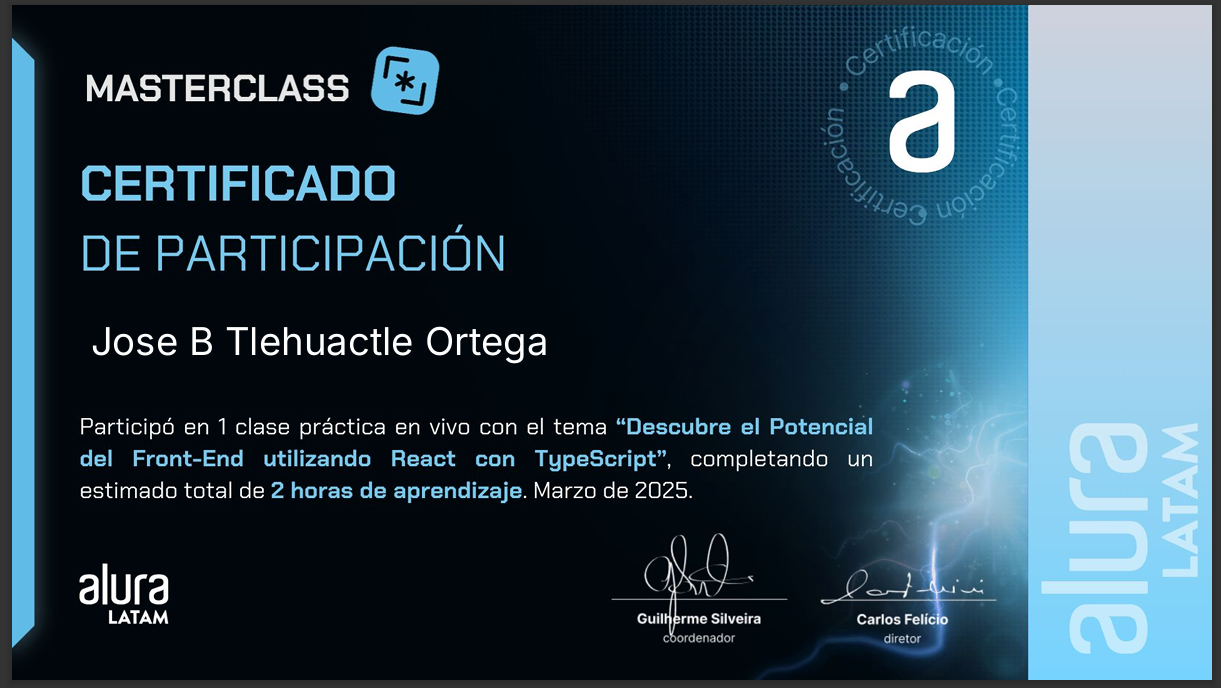 MASTERCLASS
Certificación • Certificación • Certificación •
a
CERTIFICADO
DE PARTICIPACIÓN
Jose B Tlehuactle Ortega
Participó en 1 clase práctica en vivo con el tema “Descubre el Potencial
del Front-End utilizando React con TypeScript”, completando un
estimado total de 2 horas de aprendizaje. Marzo de 2025.
alura
LATAM
Guilherme Silveira
coordenador
Carlos Felício
diretor
alura
LATAM